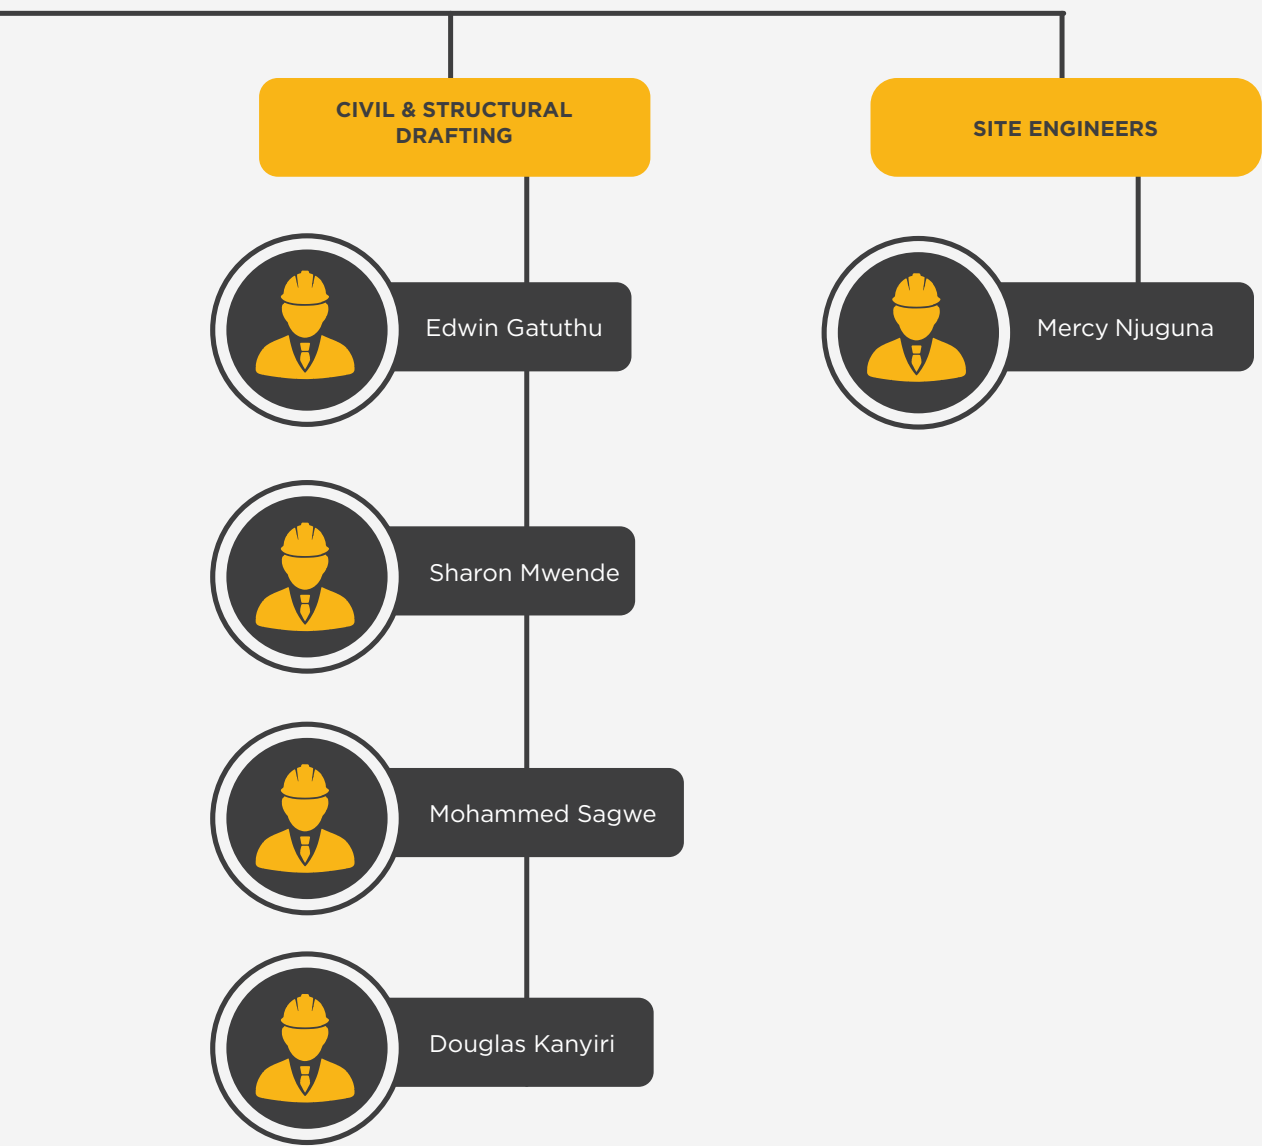 CIVIL & STRUCTURAL
DRAFTING
Edwin Gatuthu
Sharon Mwende
Mohammed Sagwe
Douglas Kanyiri
SITE ENGINEERS
Mercy Njuguna